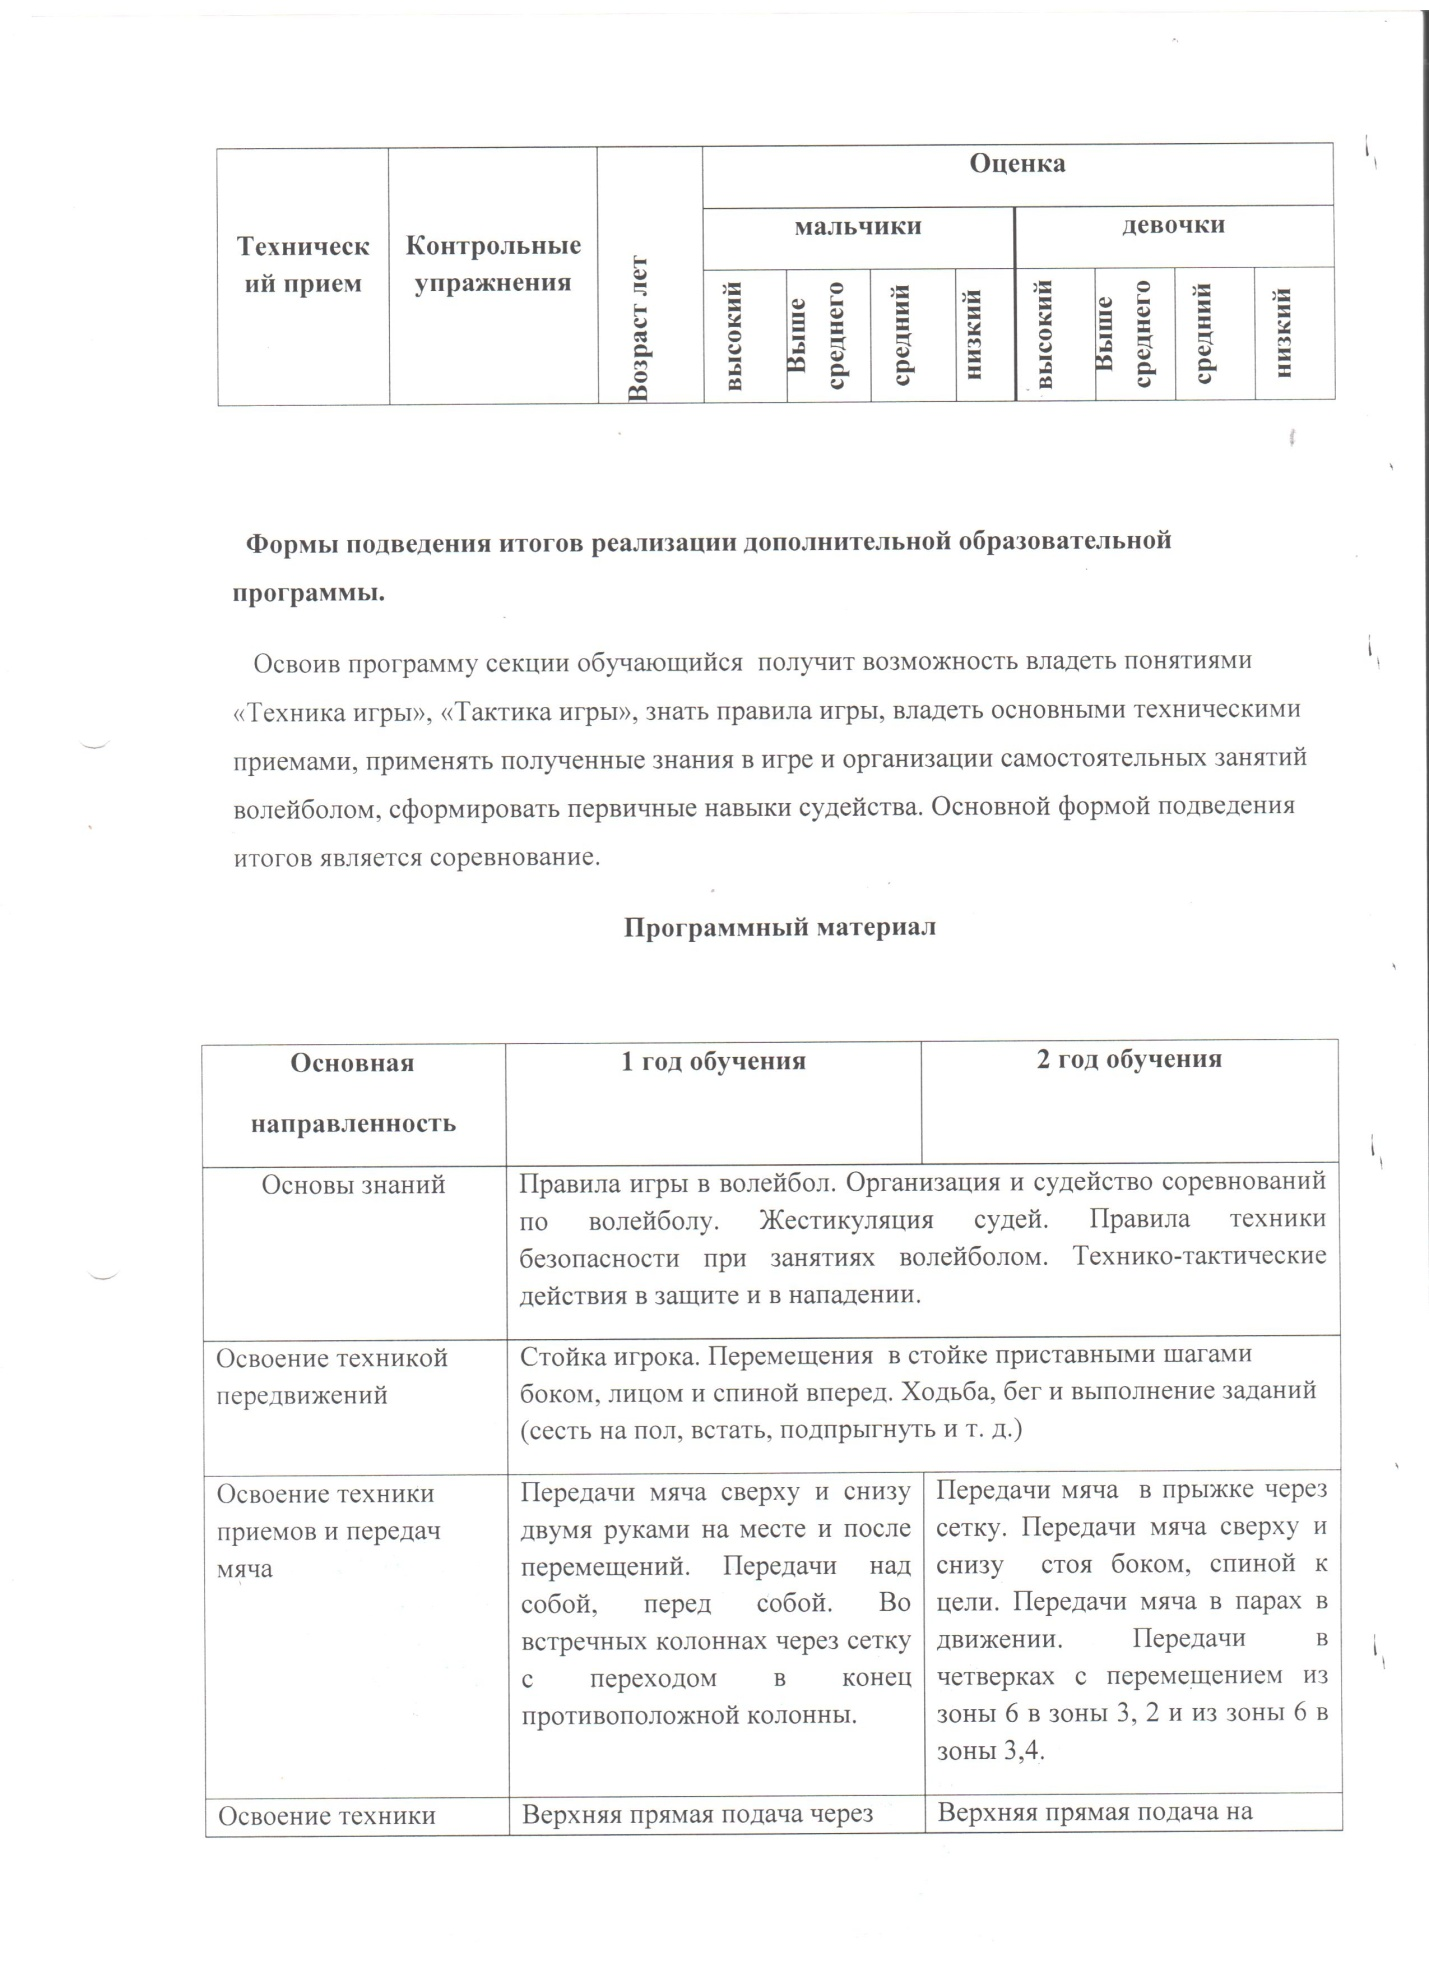 Оценка
мальчики
девочки
Техническ
ий прием
Контрольные
упражнения
Возраст лет
высокий
Выше
среднего
средний
низкий
высокий
Выше
среднего
средний
низкий
Формы подведения итогов реализации дополнительной образовательной
программы.
Освоив программу секции обучающийся получит возможность владеть понятиями
«Техника игры», «Тактика игры», знать правила игры, владеть основными техническими
приемами, применять полученные знания в игре и организации самостоятельных занятий
волейболом, сформировать первичные навыки судейства. Основной формой подведения
итогов является соревнование.
Программный материал
Основная
направленность
1 год обучения
2 год обучения
Основы знаний
Правила игры в волейбол. Организация и судейство соревнований
по волейболу. Жестикуляция судей. Правила техники
безопасности при занятиях волейболом. Технико-тактические
действия в защите и в нападении.
Освоение техникой
передвижений
Стойка игрока. Перемещения в стойке приставными шагами
боком, лицом и спиной вперед. Ходьба, бег и выполнение заданий
(сесть на пол, встать, подпрыгнуть и т. д.)
Освоение техники
приемов и передач
мяча
Передачи мяча сверху и снизу
двумя руками на месте и после
перемещений. Передачи над
собой, перед собой. Во
встречных колоннах через сетку
с переходом в конец
противоположной колонны.
Передачи мяча в прыжке через
сетку. Передачи мяча сверху и
снизу стоя боком, спиной к
цели. Передачи мяча в парах в
движении. Передачи в
четверках с перемещением из
зоны 6 в зоны 3, 2 и из зоны 6 в
зоны 3,4.
Освоение техники
Верхняя прямая подача через
Верхняя прямая подача на